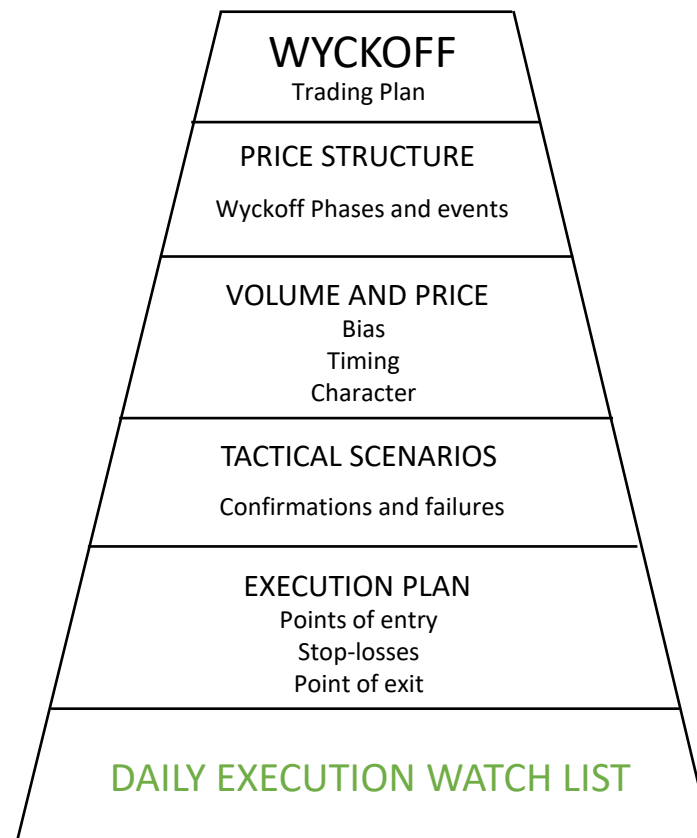 WYCKOFF
Trading Plan
PRICE STRUCTURE
Wyckoff Phases and events
VOLUME AND PRICE
Bias
Timing
Character
TACTICAL SCENARIOS
Confirmations and failures
EXECUTION PLAN
Points of entry
Stop-losses
Point of exit
DAILY EXECUTION WATCH LIST